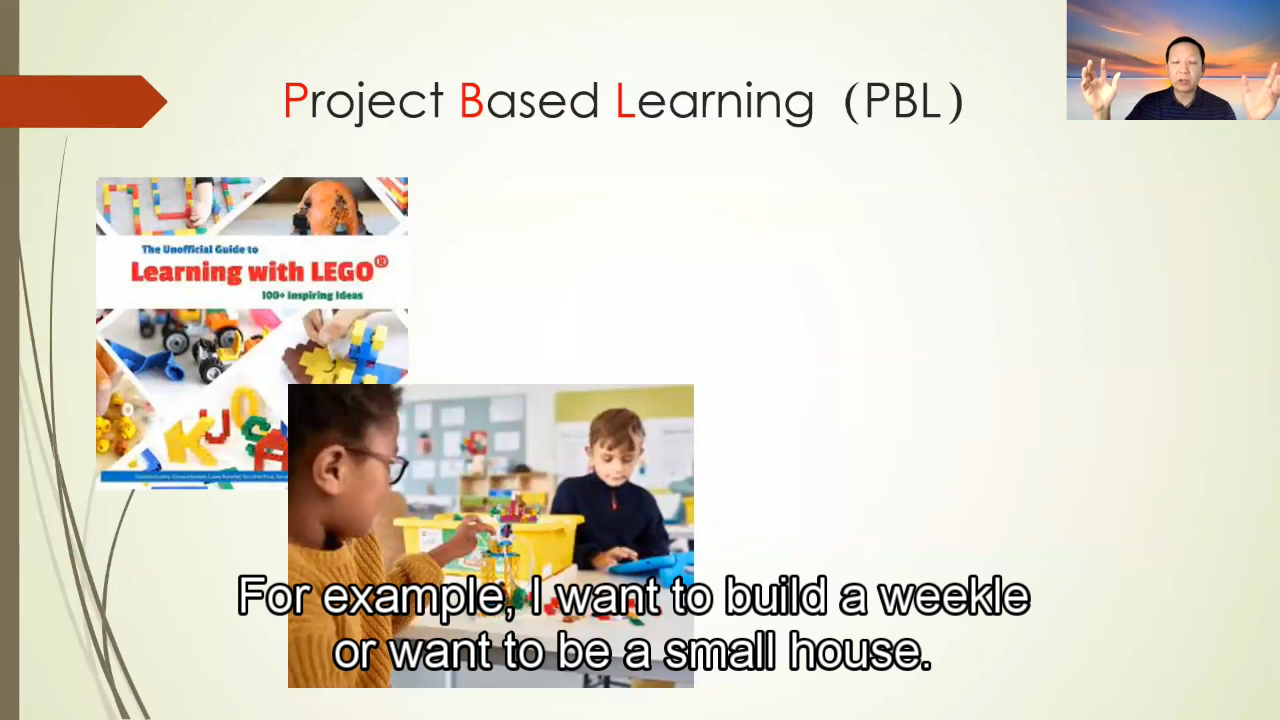 Project Based Learning (PBL)
The Unofficial Guide to
Learning with LEGO®
100+ Inspiring Ideas
For example, I want to build a weekle
or want to be a small house.